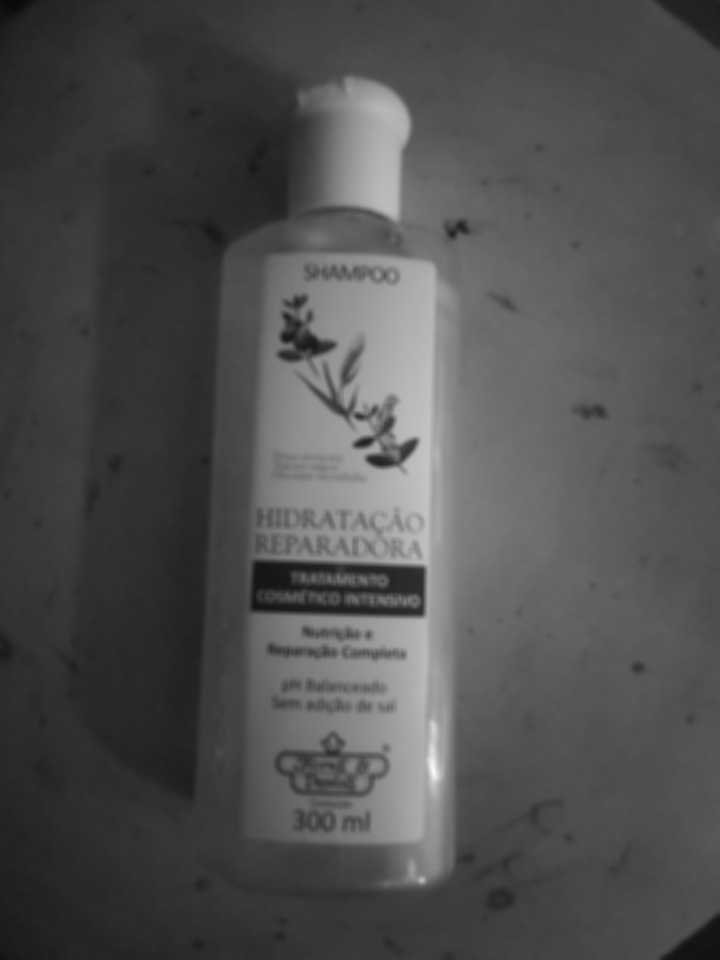 SHAMPOO
HIDRATAÇÃO
REPARADORA
TRATAMENTO
COSMÉTICO INTENSIVO
Nutrição e
Reparação Completa
pH Balanceado
Sem adição de sal
300 ml